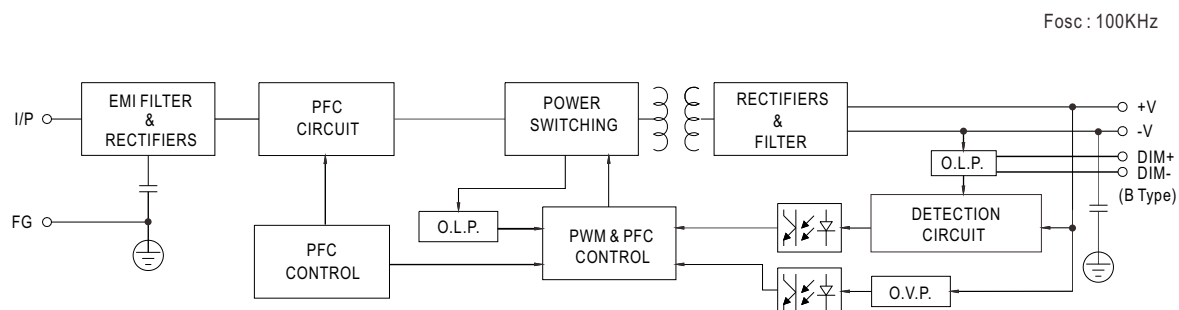 Fosc : 100KHz
I/P
EMI FILTER
&
RECTIFIERS
PFC
CIRCUIT
POWER
SWITCHING
RECTIFIERS
&
FILTER
+V
-V
DIM+
DIM-
(B Type)
O.L.P.
FG
O.L.P.
DETECTION
CIRCUIT
PFC
CONTROL
PWM & PFC
CONTROL
O.V.P.